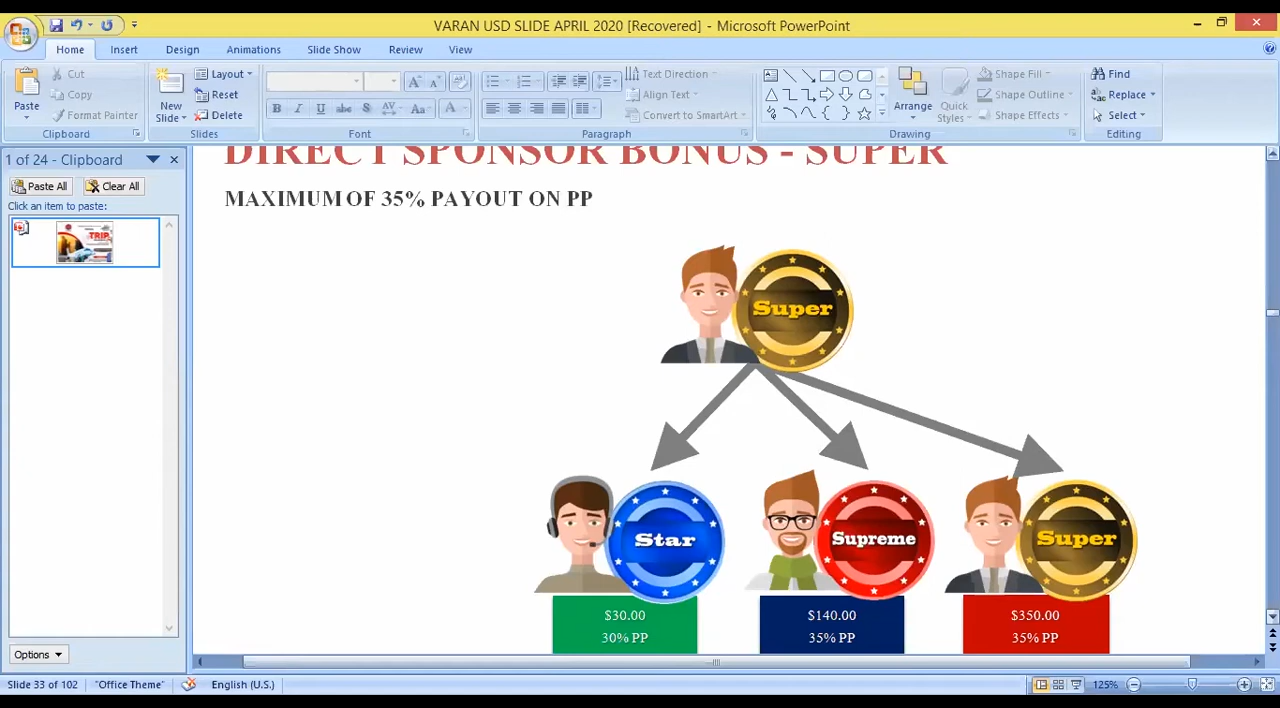 VARAN USD SLIDE APRIL 2020 [Recovered] - Microsoft PowerPoint
Home Insert Design Animations Slide Show Review View
Paste
Cut
Copy
Format Painter
Clipboard
New Slide
Layout
Reset
Delete
Slides
B I U abc S AV Aa A
Font
Text Direction
Align Text
Convert to SmartArt
Paragraph
Arrange
Quick Styles
Shape Fill
Shape Outline
Shape Effects
Drawing
Find
Replace
Select
Editing
1 of 24 - Clipboard
Paste All Clear All
Click an item to paste:
TRIP
Options
DIRECT SPONSOR BONUS - SUPER
MAXIMUM OF 35% PAYOUT ON PP
Super
Star Supreme Super
$30.00 $140.00 $350.00
30% PP 35% PP 35% PP
Slide 33 of 102 "Office Theme" English (U.S.) 125%